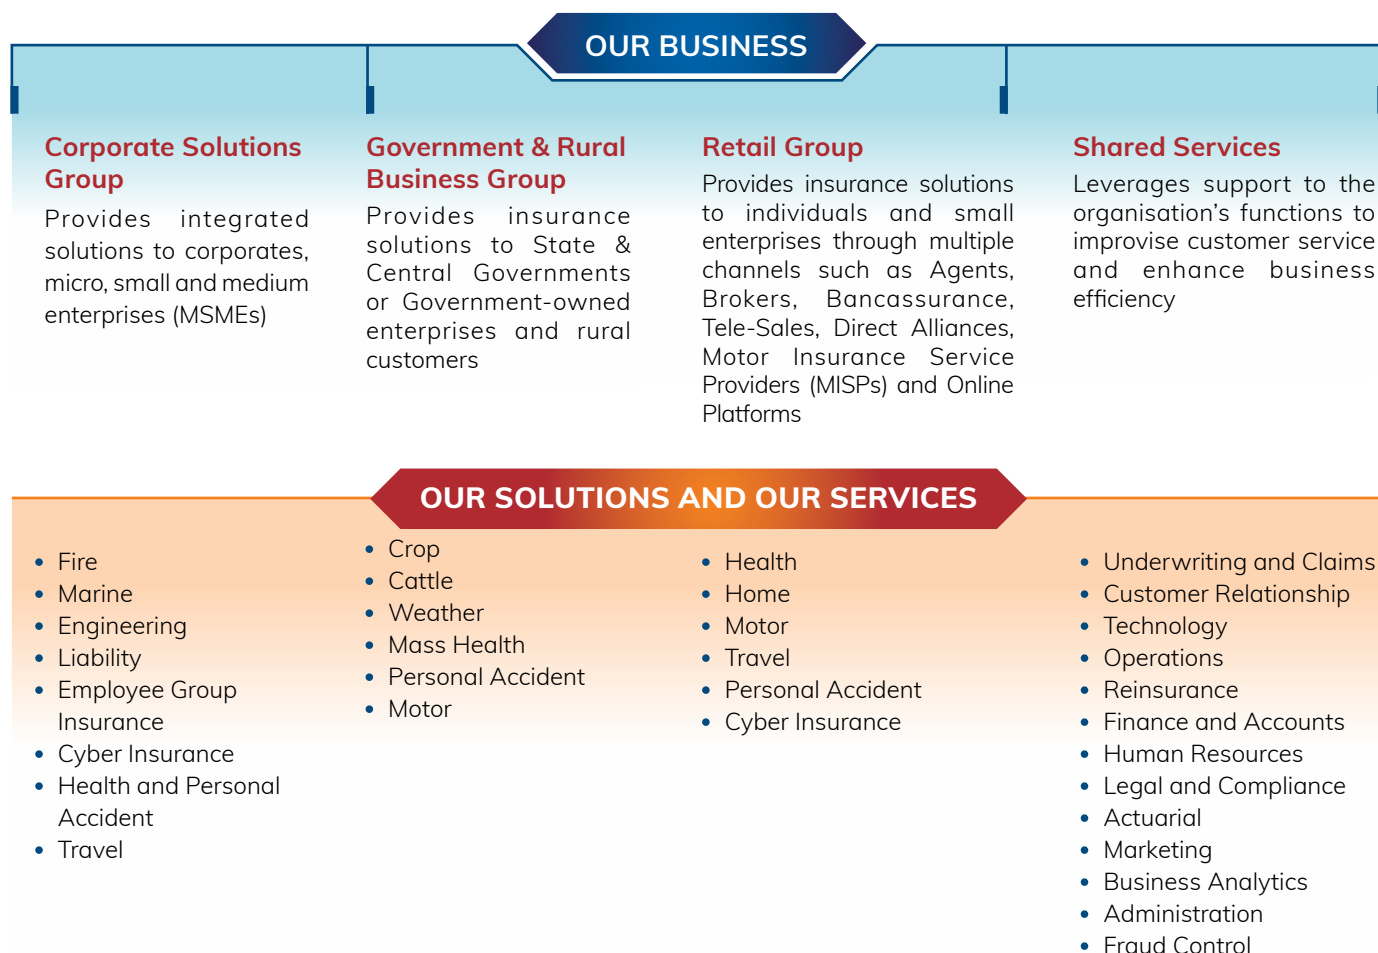 OUR BUSINESS
Corporate Solutions
Group
Provides integrated
solutions to corporates,
micro, small and medium
enterprises (MSMEs)
Government & Rural
Business Group
Provides insurance
solutions to State &
Central Governments
or Government-owned
enterprises and rural
customers
Retail Group
Provides insurance solutions
to individuals and small
enterprises through multiple
channels such as Agents,
Brokers, Bancassurance,
Tele-Sales, Direct Alliances,
Motor Insurance Service
Providers (MISPs) and Online
Platforms
Shared Services
Leverages support to the
organisation’s functions to
improvise customer service
and enhance business
efficiency
OUR SOLUTIONS AND OUR SERVICES
• Fire
• Marine
• Engineering
• Liability
• Employee Group
Insurance
• Cyber Insurance
• Health and Personal
Accident
• Travel
• Crop
• Cattle
• Weather
• Mass Health
• Personal Accident
• Motor
• Health
• Home
• Motor
• Travel
• Personal Accident
• Cyber Insurance
• Underwriting and Claims
• Customer Relationship
• Technology
• Operations
• Reinsurance
• Finance and Accounts
• Human Resources
• Legal and Compliance
• Actuarial
• Marketing
• Business Analytics
• Administration
• Fraud Control